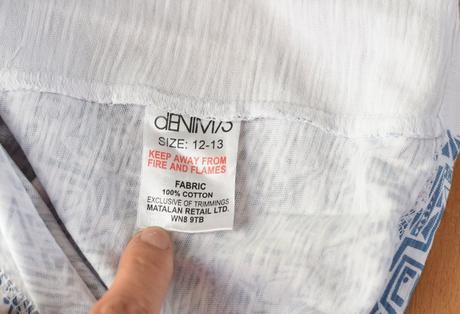 dENIM/S
SIZE: 12-13
KEEP AWAY FROM
FIRE AND FLAMES
FABRIC
100% COTTON
EXCLUSIVE OF TRIMMINGS
MATALAN RETAIL LTD.
WN8 9TB